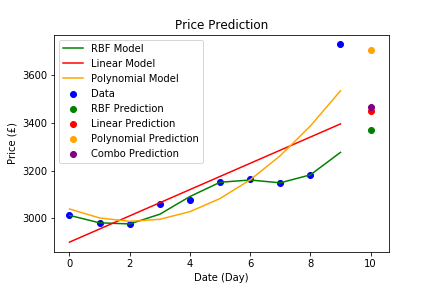 Price Prediction
RBF Model
Linear Model
Polynomial Model
Data
RBF Prediction
Linear Prediction
Polynomial Prediction
Combo Prediction
Price (£)
3600
3400
3200
3000
0 2 4 6 8 10
Date (Day)